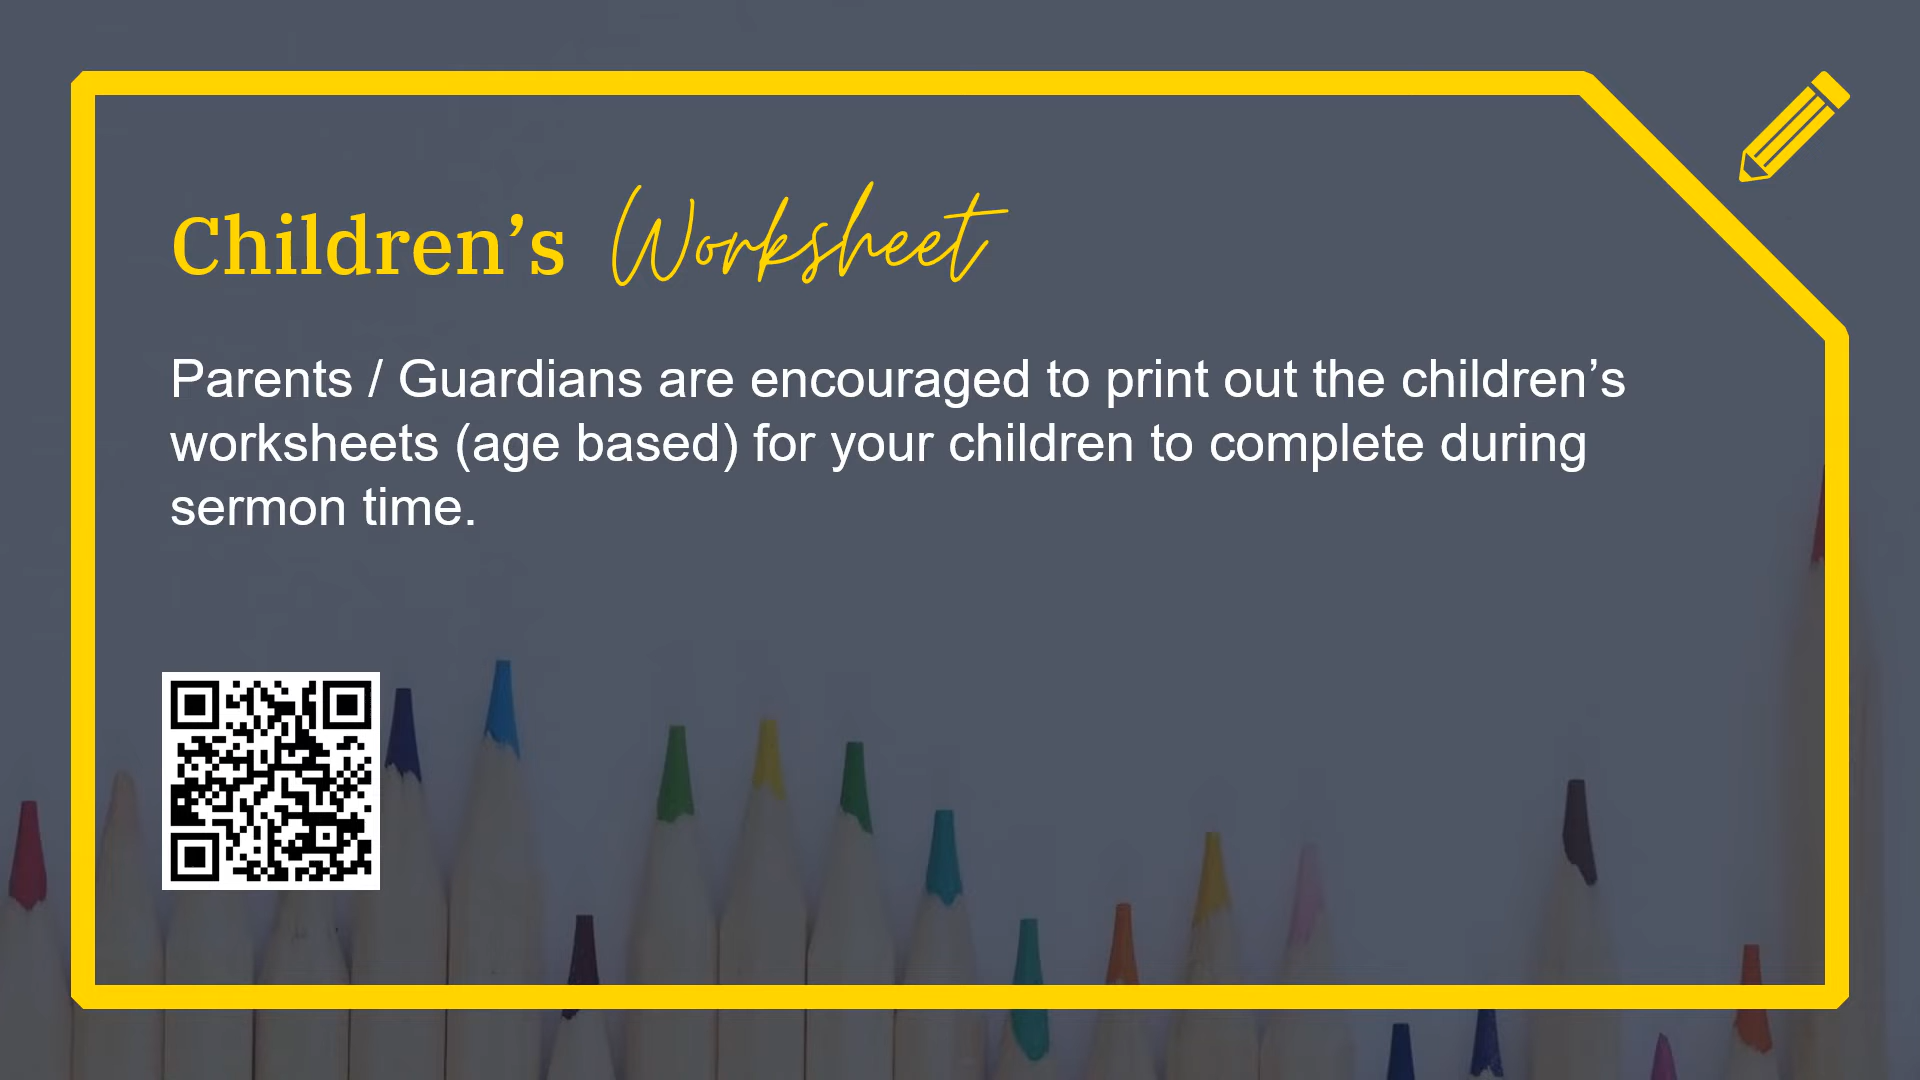 Children’s Worksheet
Parents / Guardians are encouraged to print out the children’s
worksheets (age based) for your children to complete during
sermon time.